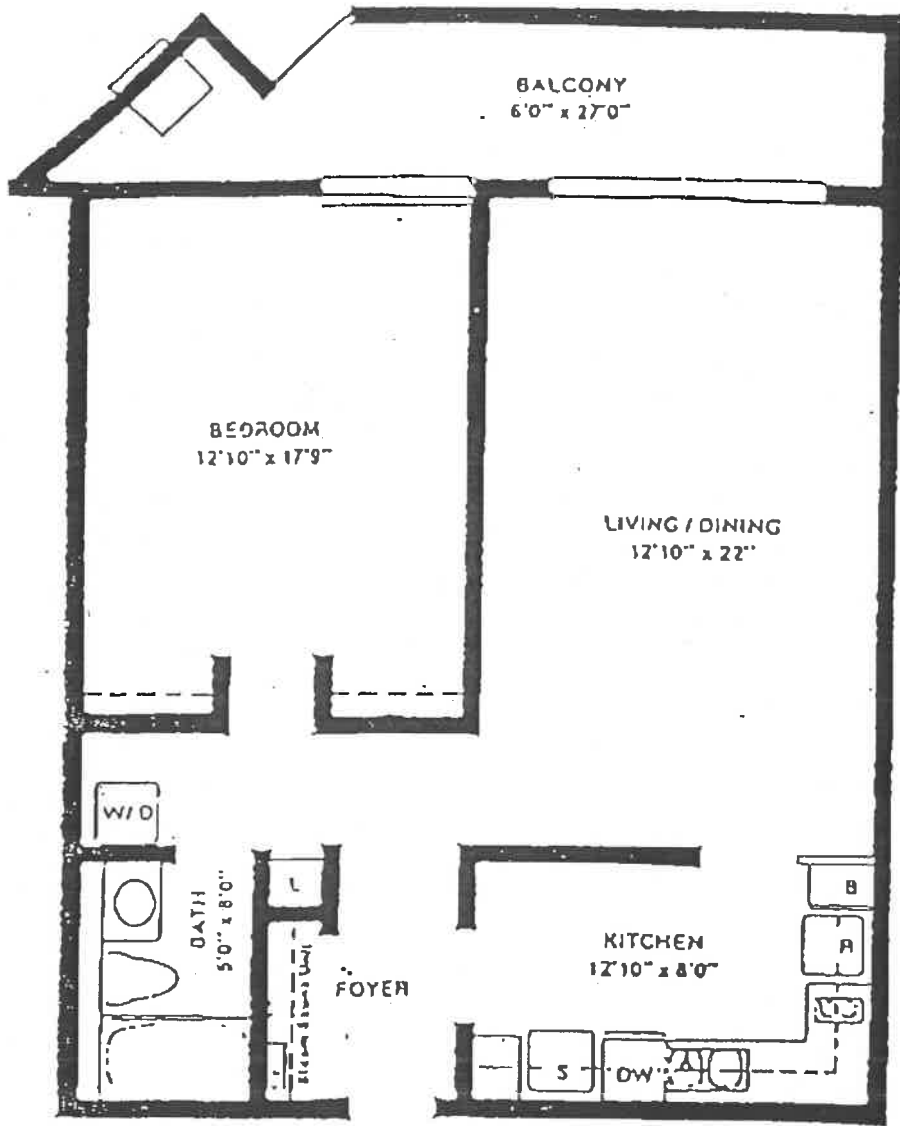 BALCONY
6'0" x 27'0"
BEDROOM
12'10" x 17'9"
LIVING / DINING
12'10" x 22"
W/D
BATH
5'0" x 8'0"
L
FOYER
KITCHEN
12'10" x 8'0"
B
R
S
DW